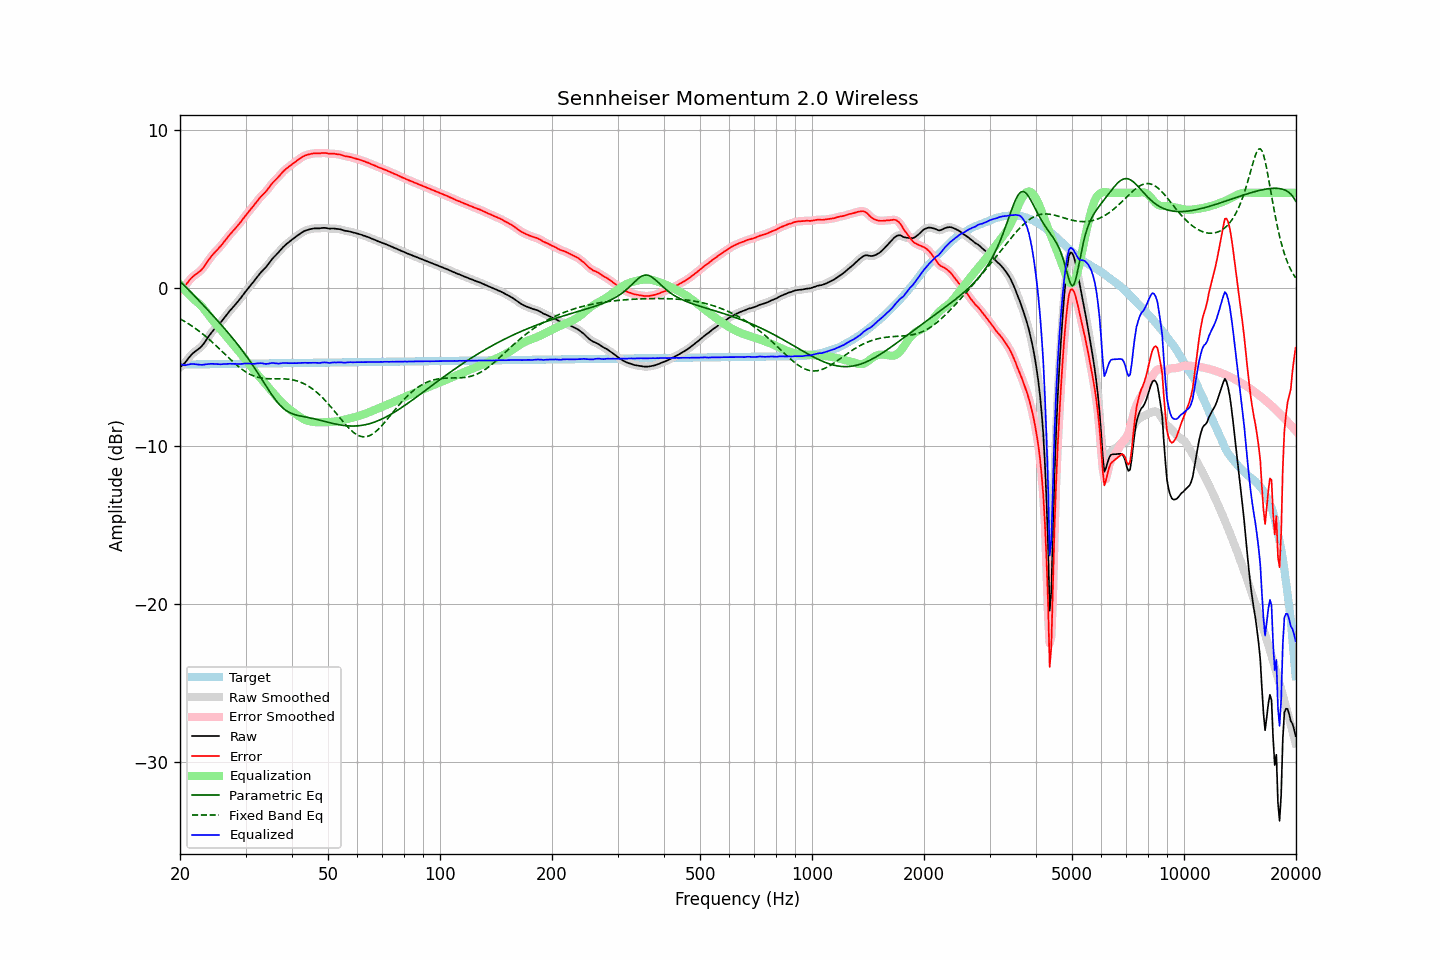 Sennheiser Momentum 2.0 Wireless
10
0
−10
−20
−30
Amplitude (dBr)
Target
Raw Smoothed
Error Smoothed
Raw
Error
Equalization
Parametric Eq
Fixed Band Eq
Equalized
20 50 100 200 500 1000 2000 5000 10000 20000
Frequency (Hz)